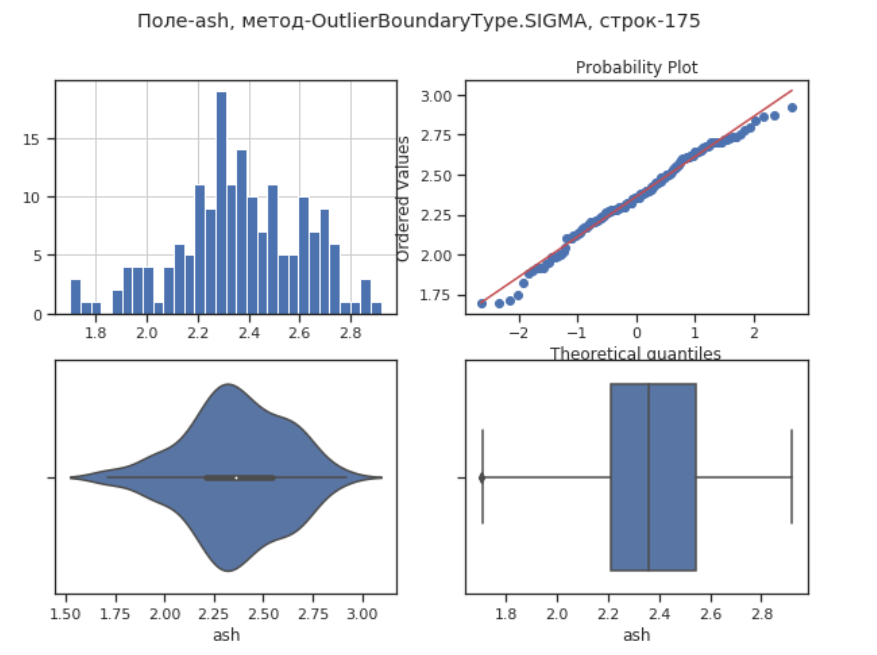 Поле-ash, метод-OutlierBoundaryType.SIGMA, строк-175
Probability Plot
15
10
5
0
1.8 2.0 2.2 2.4 2.6 2.8
Ordered Values
3.00
2.75
2.50
2.25
2.00
1.75
−2 −1 0 1 2
Theoretical quantiles
1.50 1.75 2.00 2.25 2.50 2.75 3.00
ash
1.8 2.0 2.2 2.4 2.6 2.8
ash